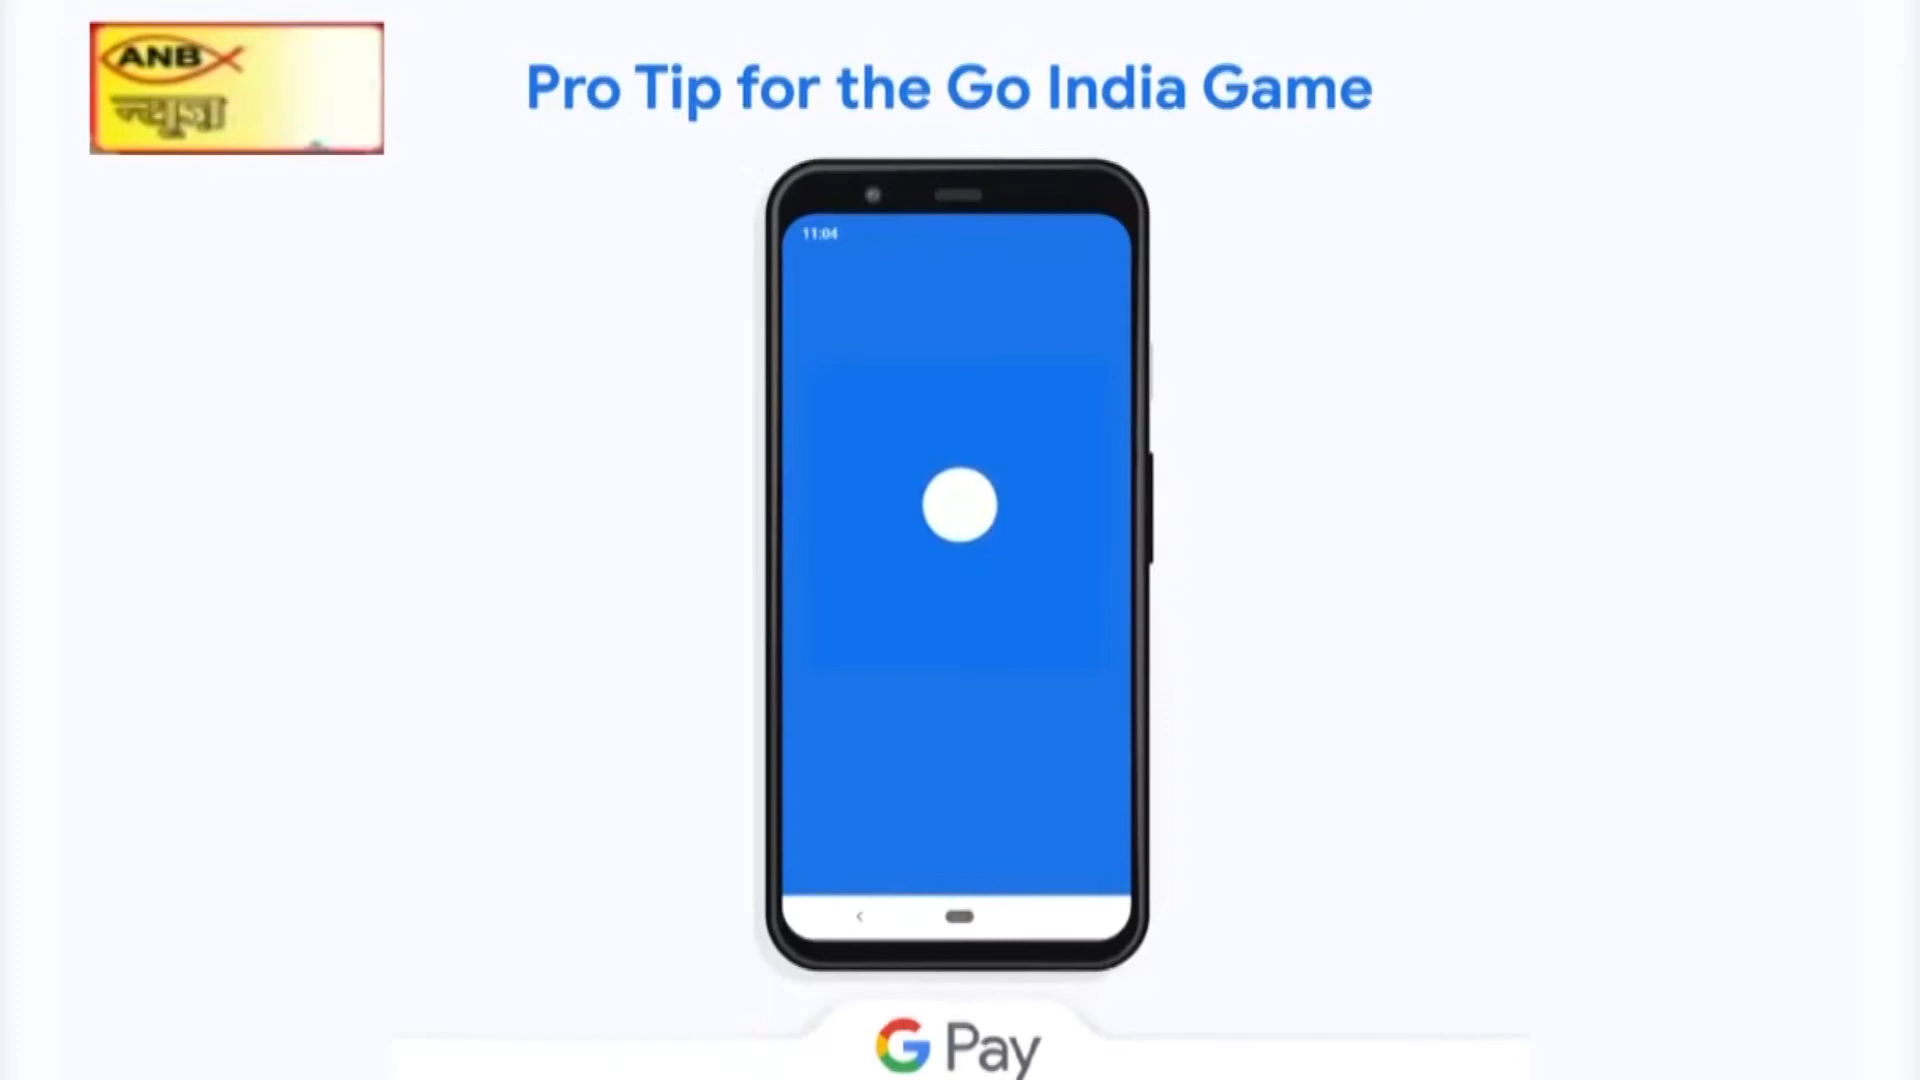 ANB
न्यूज़
Pro Tip for the Go India Game
11:04
G Pay